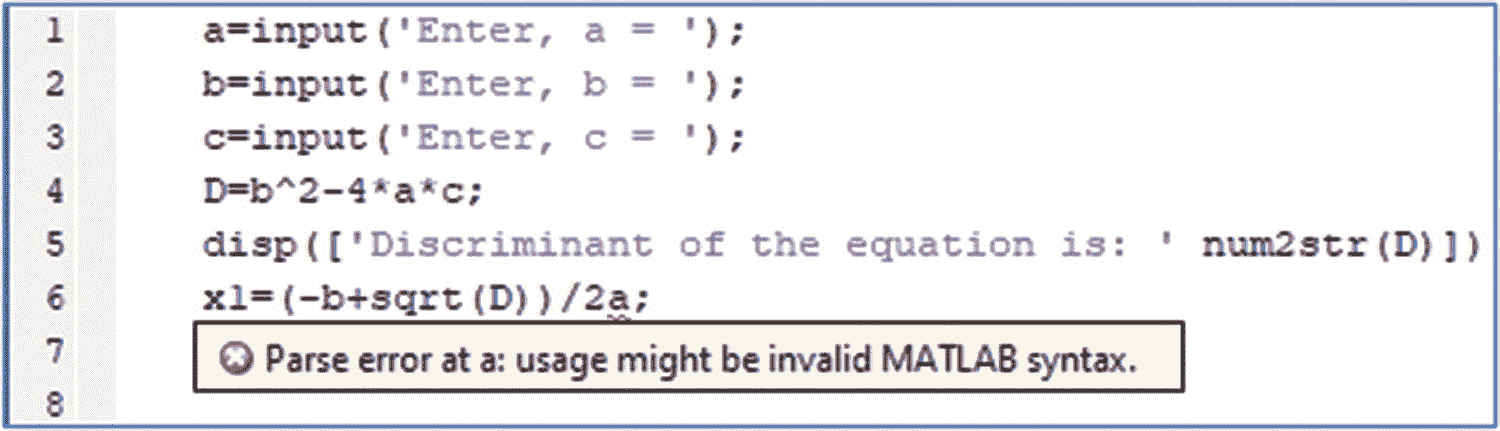 1 a=input('Enter, a = ');
2 b=input('Enter, b = ');
3 c=input('Enter, c = ');
4 D=b^2-4*a*c;
5 disp(['Discriminant of the equation is: ' num2str(D)])
6 x1=(-b+sqrt(D))/2a;
7 Parse error at a: usage might be invalid MATLAB syntax.
8